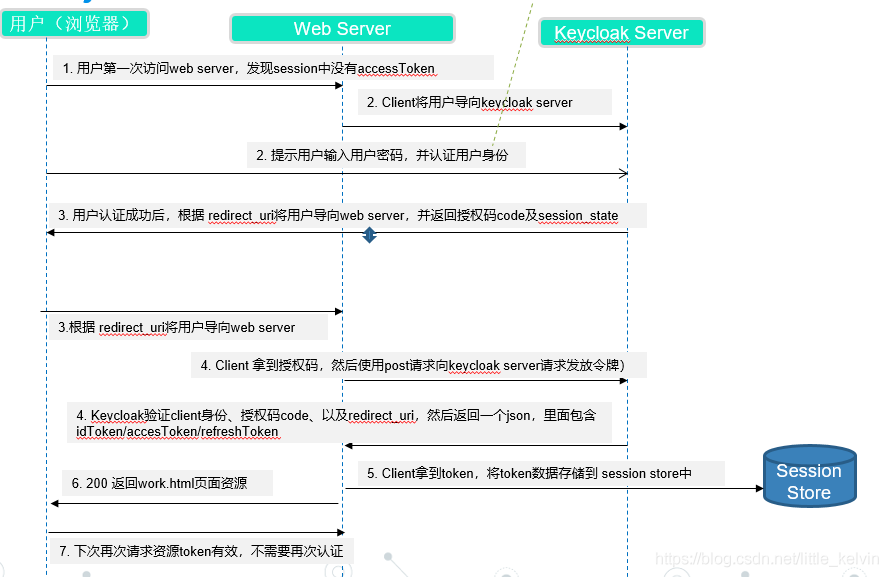 用户（浏览器）
Web Server
Keycloak Server
1. 用户第一次访问web server，发现session中没有accessToken
2. Client将用户导向keycloak server
2. 提示用户输入用户密码，并认证用户身份
3. 用户认证成功后，根据 redirect_uri将用户导向web server，并返回授权码code及session_state
3.根据 redirect_uri将用户导向web server
4. Client 拿到授权码，然后使用post请求向keycloak server请求发放令牌）
4. Keycloak验证client身份、授权码code、以及redirect_uri，然后返回一个json，里面包含
idToken/accesToken/refreshToken
5. Client拿到token，将token数据存储到 session store中
Session
Store
6. 200 返回work.html页面资源
7. 下次再次请求资源token有效，不需要再次认证
https://blog.csdn.net/little_kelvin